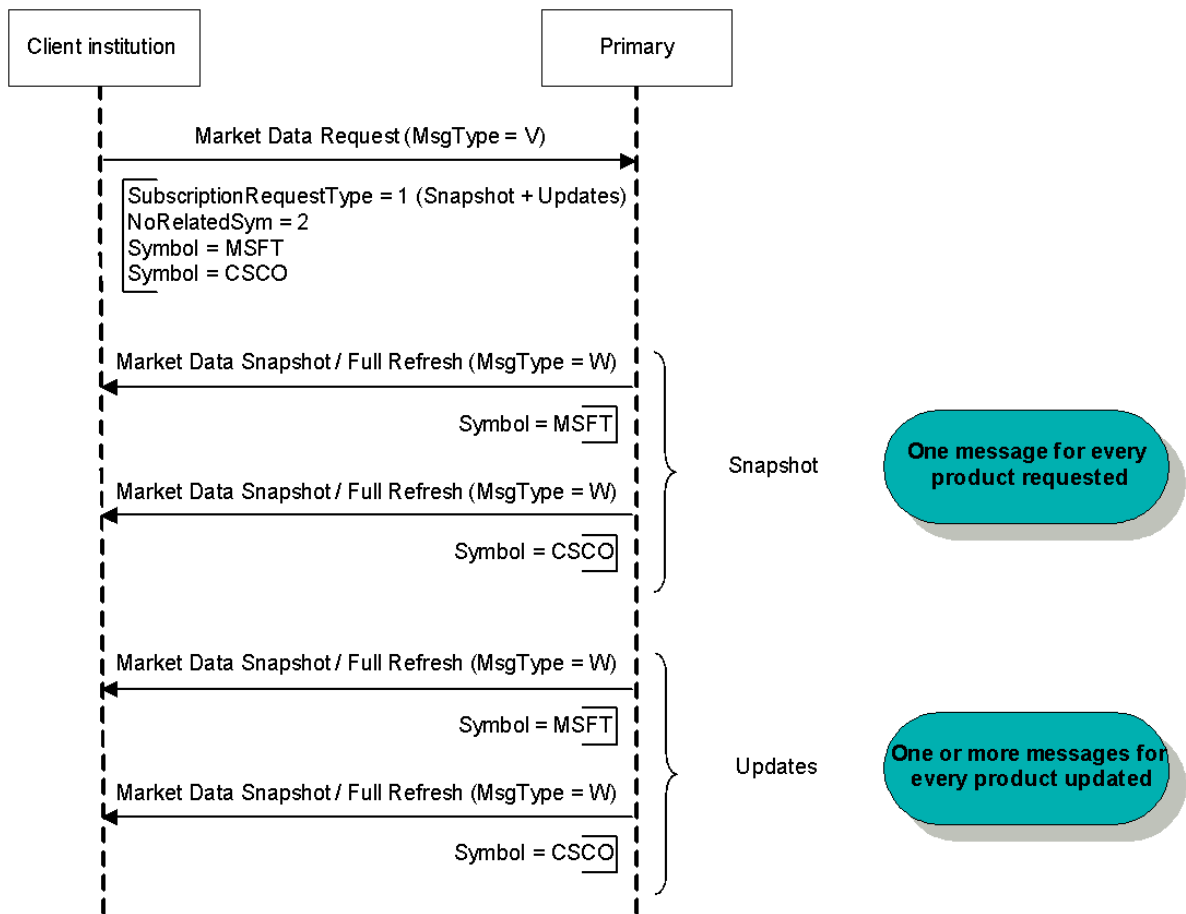 Client institution
Primary
Market Data Request (MsgType = V)
SubscriptionRequestType = 1 (Snapshot + Updates)
NoRelatedSym = 2
Symbol = MSFT
Symbol = CSCO
Market Data Snapshot / Full Refresh (MsgType = W)
Symbol = MSFT
Snapshot
One message for every
product requested
Market Data Snapshot / Full Refresh (MsgType = W)
Symbol = CSCO
Market Data Snapshot / Full Refresh (MsgType = W)
Symbol = MSFT
Updates
One or more messages for
every product updated
Market Data Snapshot / Full Refresh (MsgType = W)
Symbol = CSCO